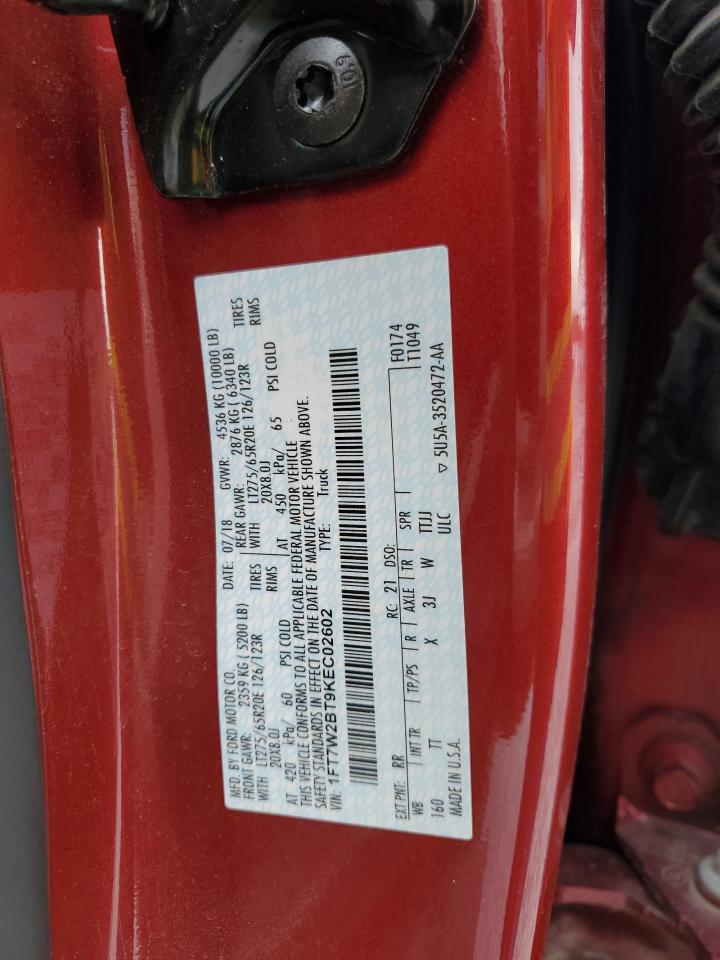 10.9
MFD. BY FORD MOTOR CO.
DATE: 07/18 GVWR: 4536 KG (10000 LB)
FRONT GAWR: 2359 KG ( 5200 LB) REAR GAWR: 2876 KG ( 6340 LB)
WITH LT275/65R20E 126/123R TIRES WITH LT275/65R20E 126/123R TIRES
20X8.0J RIMS 20X8.0J RIMS
AT 420 kPa/ 60 PSI COLD AT 450 kPa/ 65 PSI COLD
THIS VEHICLE CONFORMS TO ALL APPLICABLE FEDERAL MOTOR VEHICLE
SAFETY STANDARDS IN EFFECT ON THE DATE OF MANUFACTURE SHOWN ABOVE.
VIN: 1FT7W2BT9KEC02602 TYPE: Truck
F0174
T1049
EXT PNT: RR RC: 21 DSO:
WB INT TR TP/PS R AXLE TR SPR
160 TT X 3J W TTJJ
MADE IN U.S.A. ULC ▽ 5U5A-3520472-AA